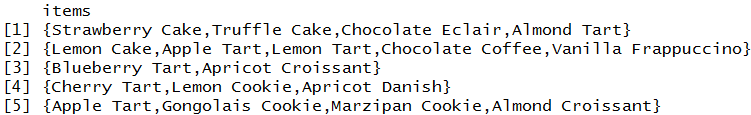 items
[1] {Strawberry Cake,Truffle Cake,Chocolate Eclair,Almond Tart}
[2] {Lemon Cake,Apple Tart,Lemon Tart,Chocolate Coffee,Vanilla Frappuccino}
[3] {Blueberry Tart,Apricot Croissant}
[4] {Cherry Tart,Lemon Cookie,Apricot Danish}
[5] {Apple Tart,Gongolais Cookie,Marzipan Cookie,Almond Croissant}